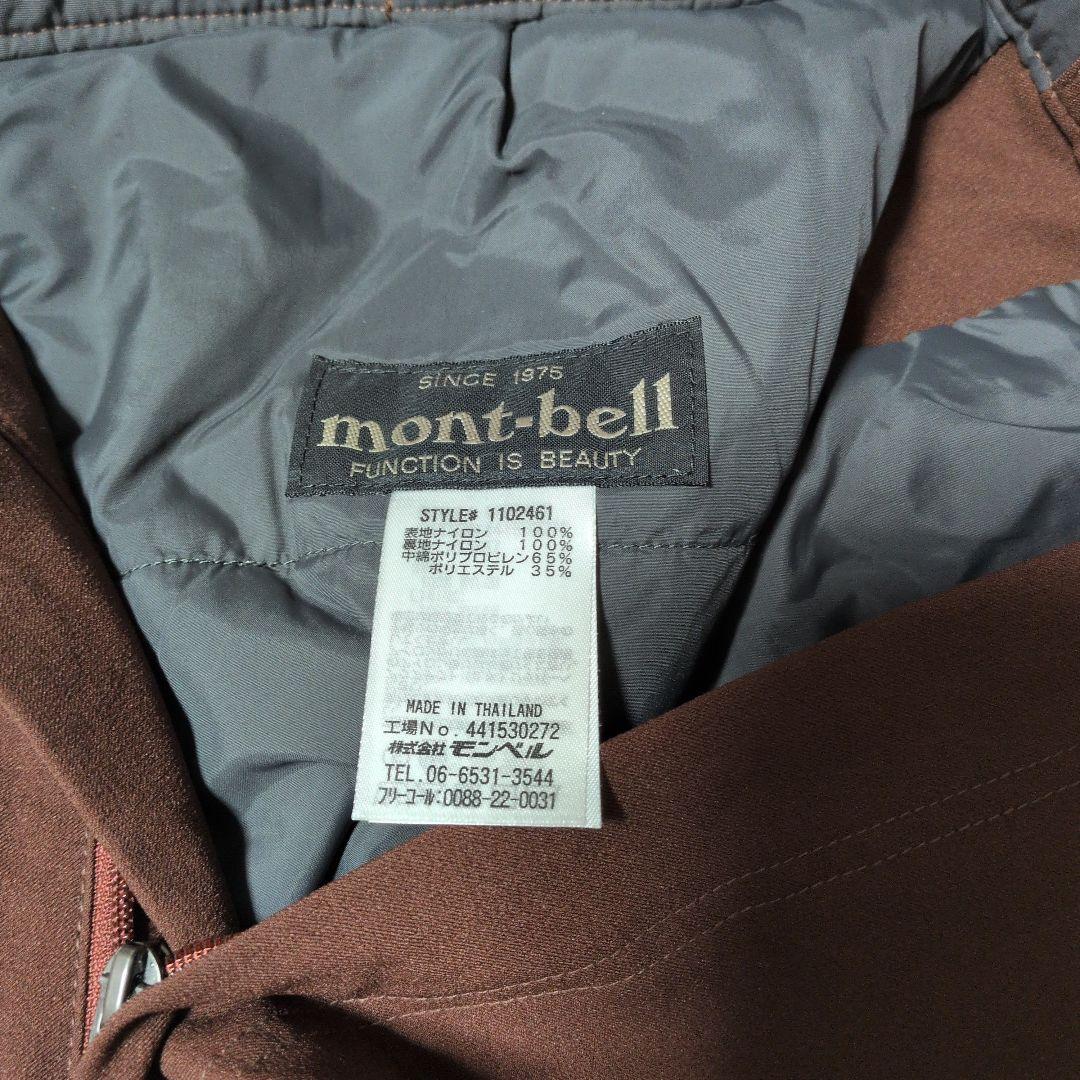 SINCE 1975
mont-bell
FUNCTION IS BEAUTY
STYLE# 1102461
表地ナイロン 100%
裏地ナイロン 100%
中綿ポリプロピレン65%
ポリエステル 35%
MADE IN THAILAND
工場No. 441530272
株式会社 モンベル
TEL.06-6531-3544
フリーコール:0088-22-0031